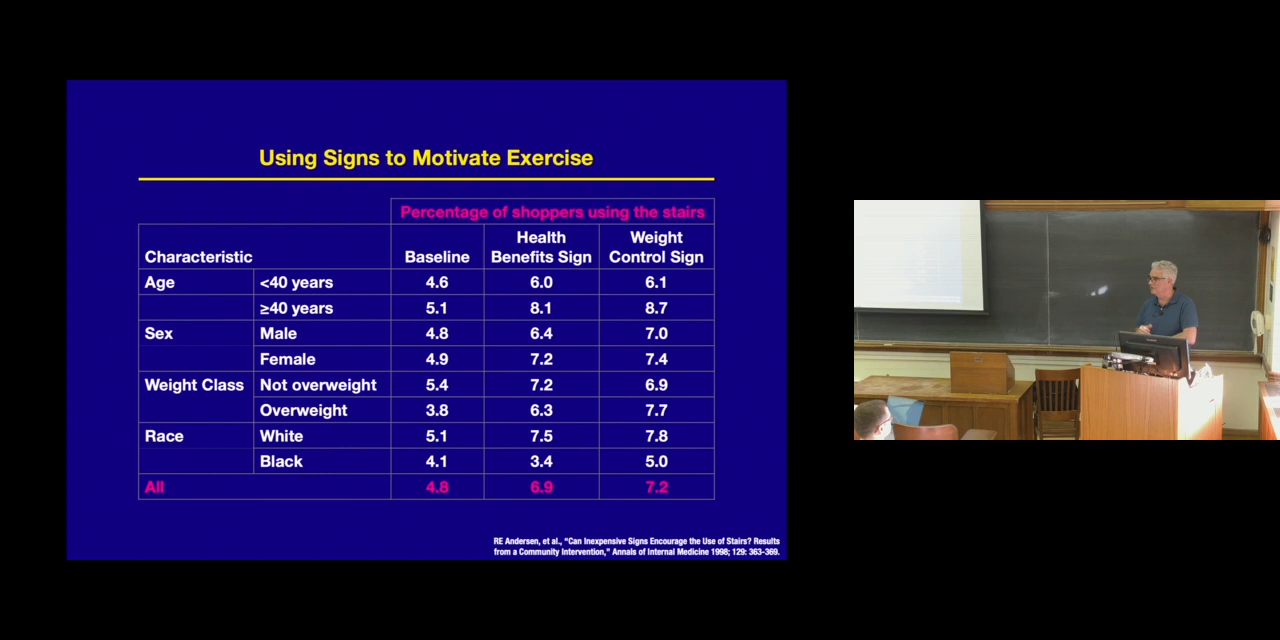 Using Signs to Motivate Exercise
Percentage of shoppers using the stairs
Characteristic Baseline Health Benefits Sign Weight Control Sign
Age <40 years 4.6 6.0 6.1
≥40 years 5.1 8.1 8.7
Sex Male 4.8 6.4 7.0
Female 4.9 7.2 7.4
Weight Class Not overweight 5.4 7.2 6.9
Overweight 3.8 6.3 7.7
Race White 5.1 7.5 7.8
Black 4.1 3.4 5.0
All 4.8 6.9 7.2
RE Andersen, et al., "Can Inexpensive Signs Encourage the Use of Stairs? Results
from a Community Intervention," Annals of Internal Medicine 1998; 129: 363-369.